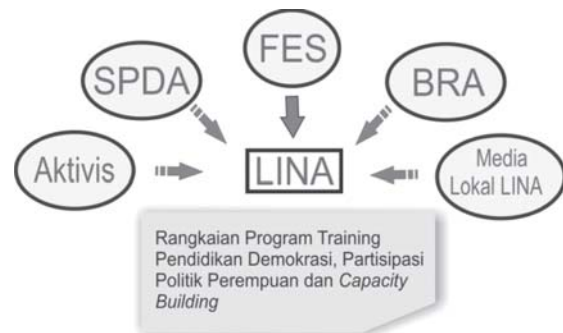 FES
SPDA
BRA
Aktivis
LINA
Media
Lokal LINA
Rangkaian Program Training
Pendidikan Demokrasi, Partisipasi
Politik Perempuan dan Capacity
Building